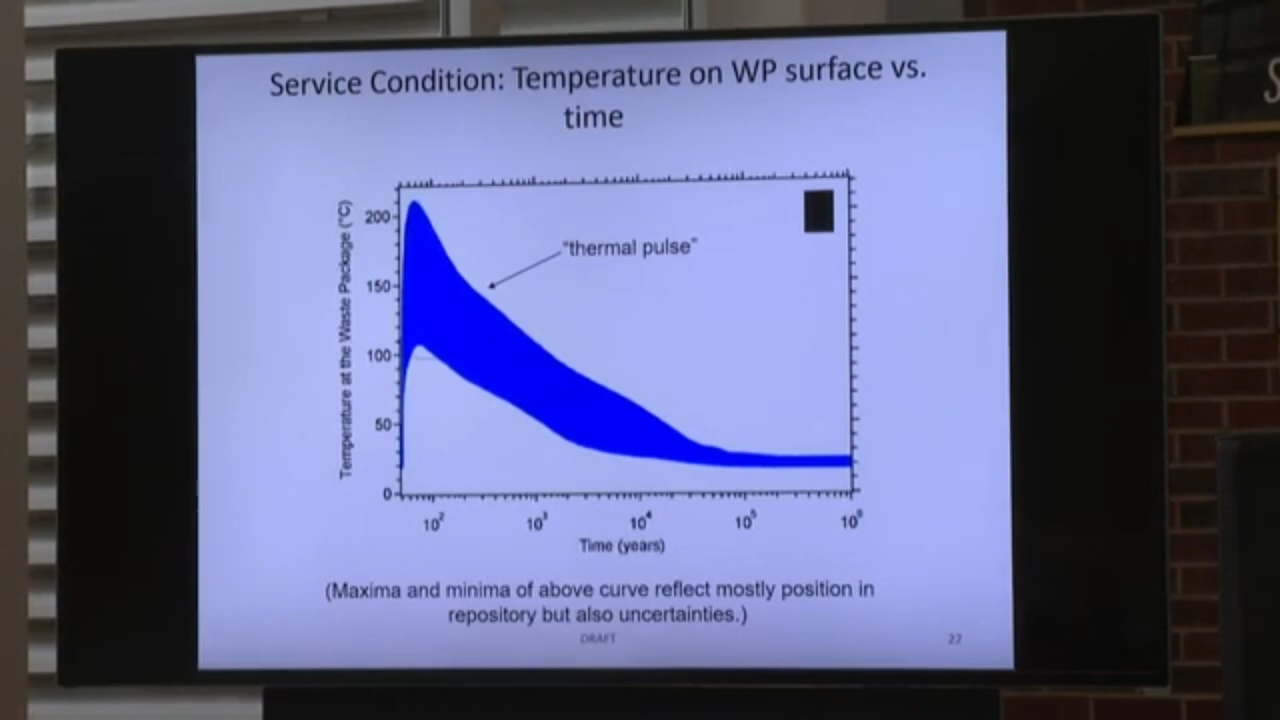 Service Condition: Temperature on WP surface vs.
time
Temperature at the Waste Package (°C)
200
150
100
50
0
"thermal pulse"
10²
10³
10⁴
10⁵
10⁶
Time (years)
(Maxima and minima of above curve reflect mostly position in
repository but also uncertainties.)
DRAFT
22
S